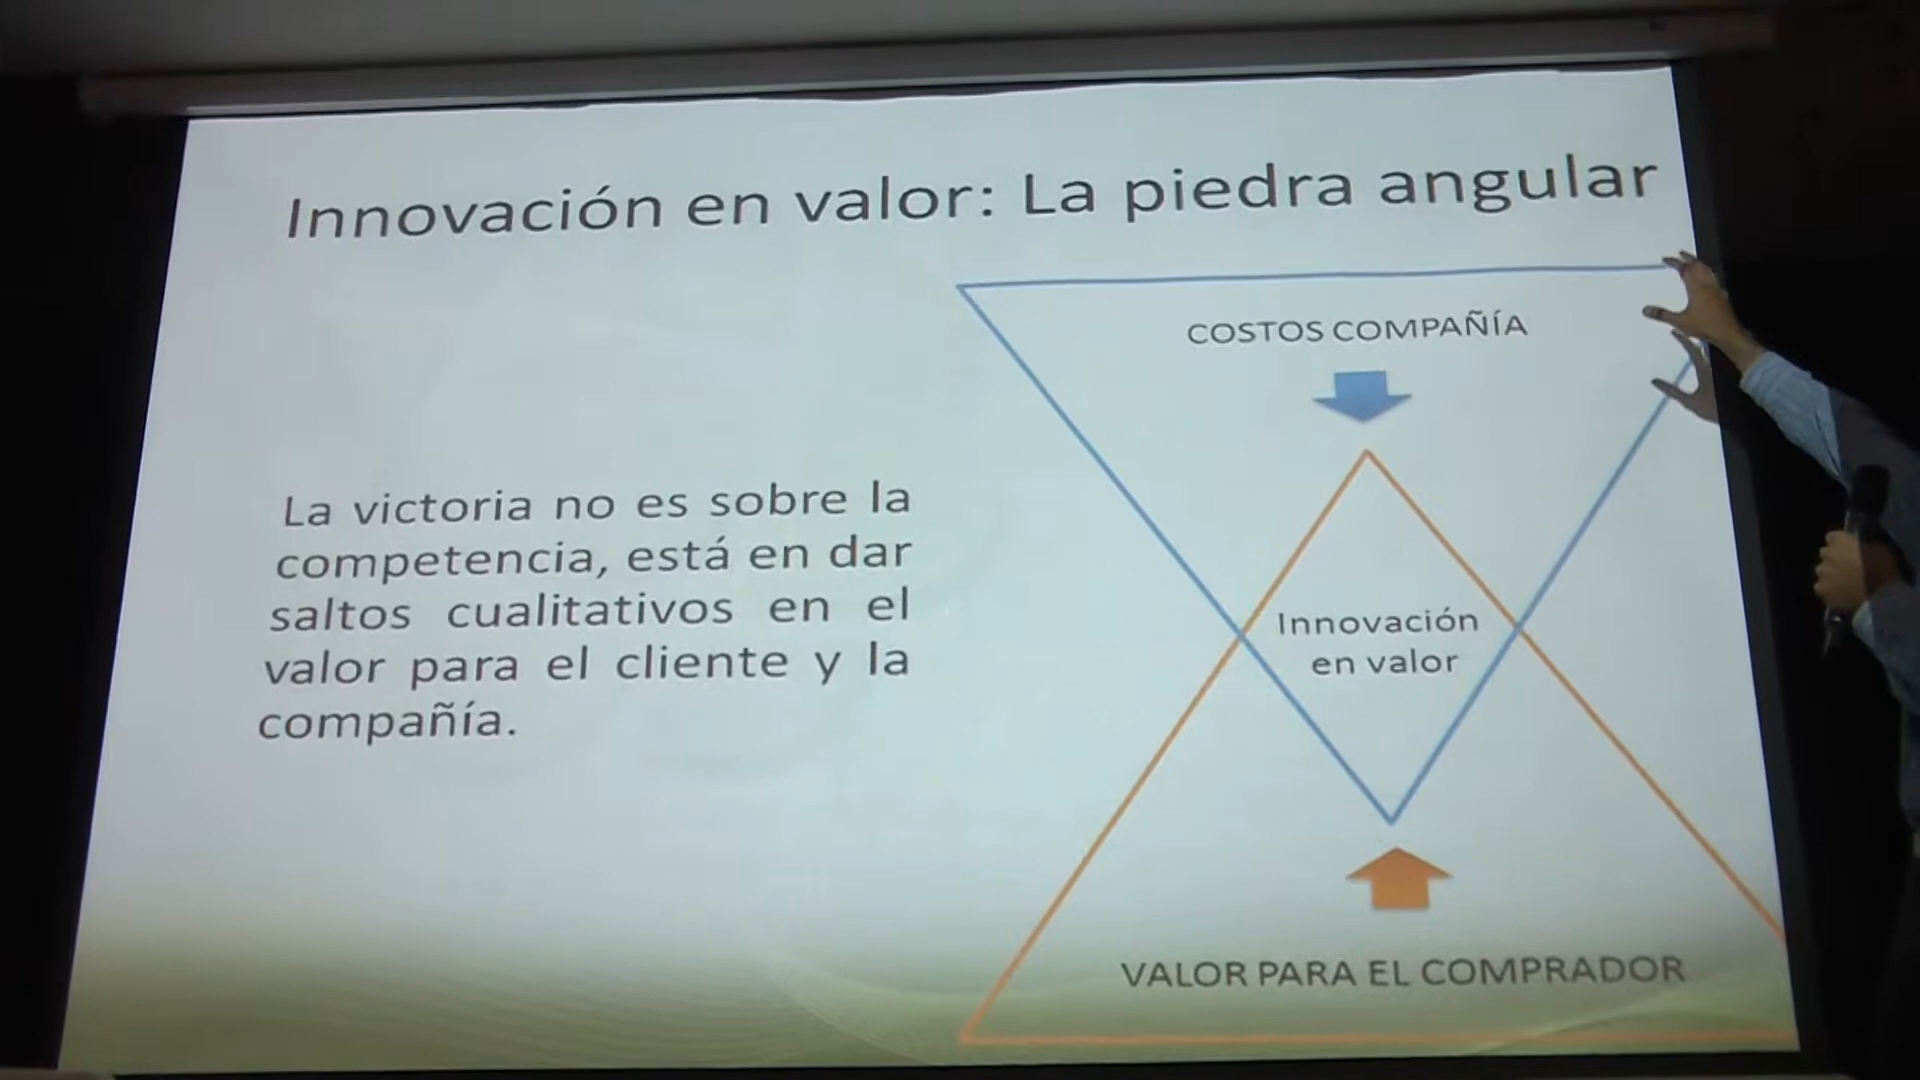 Innovación en valor: La piedra angular
La victoria no es sobre la
competencia, está en dar
saltos cualitativos en el
valor para el cliente y la
compañía.
COSTOS COMPAÑÍA
Innovación
en valor
VALOR PARA EL COMPRADOR